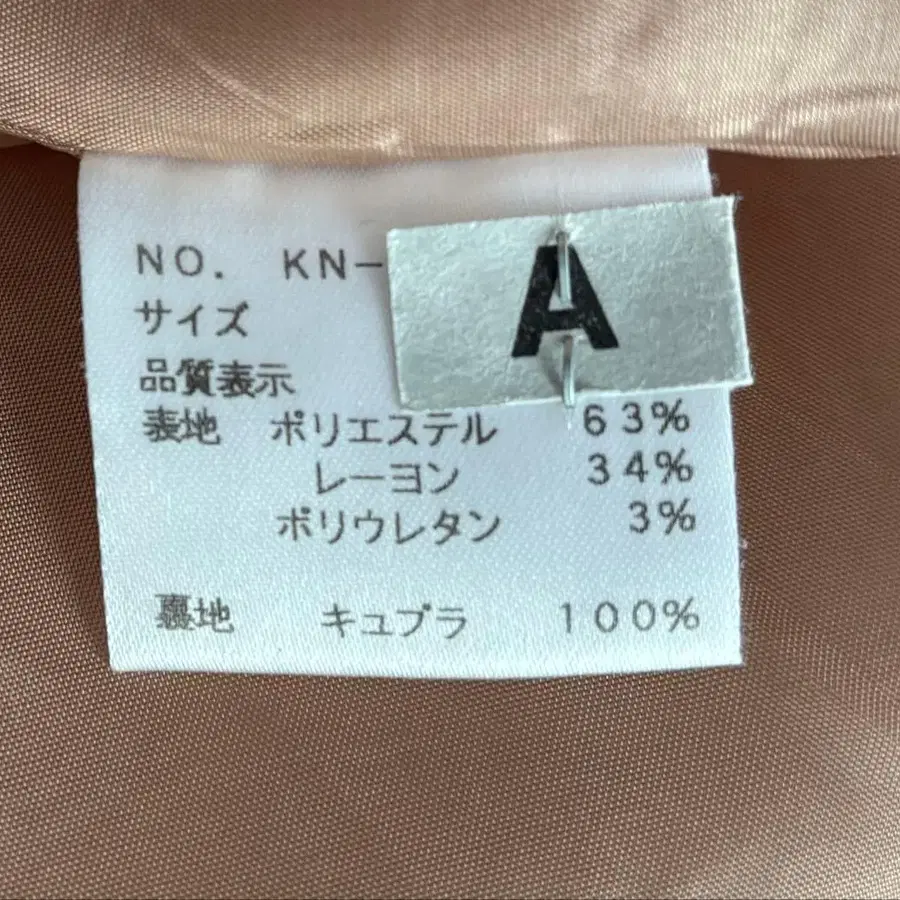 NO. KN-
A
サイズ
品質表示
表地 ポリエステル 63%
レーヨン 34%
ポリウレタン 3%
裏地 キュプラ 100%